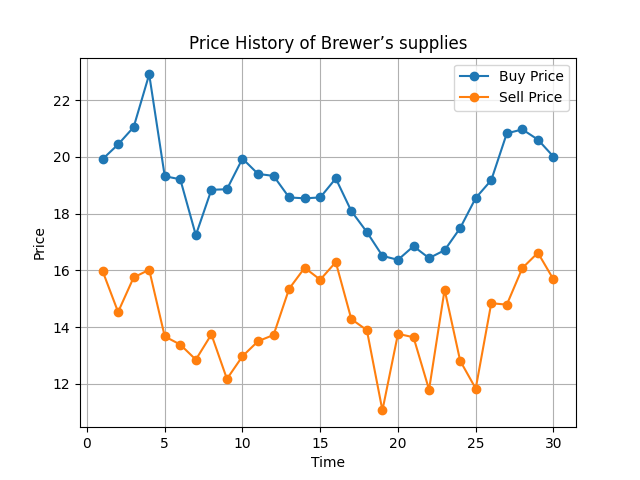 Price History of Brewer’s supplies
Buy Price
Sell Price
Price
22
20
18
16
14
12
0 5 10 15 20 25 30
Time